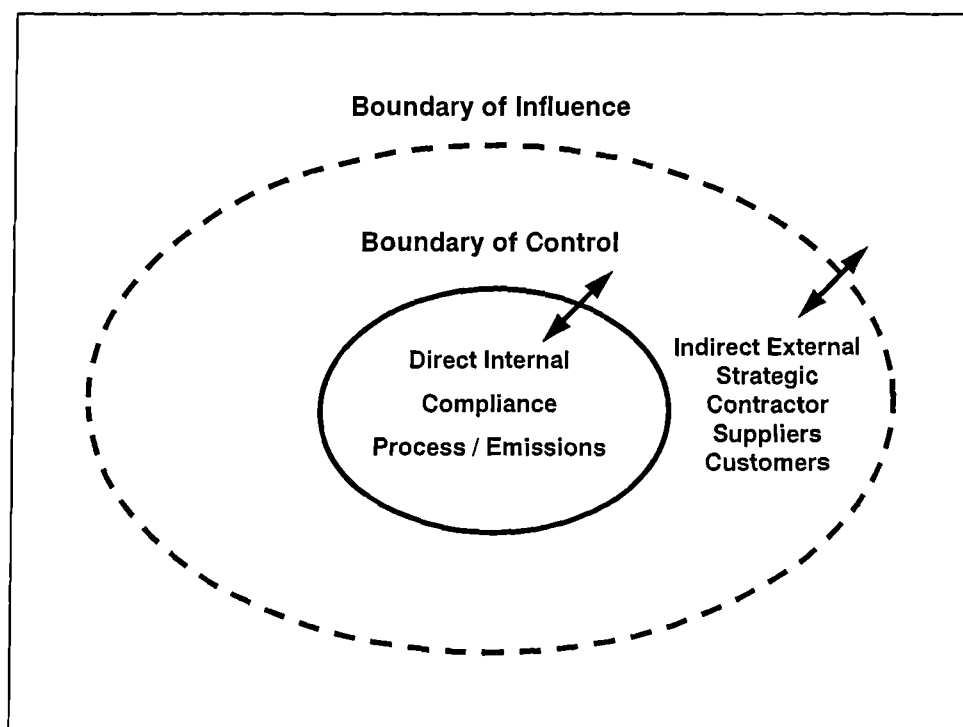 Boundary of Influence
Boundary of Control
Direct Internal
Compliance
Process / Emissions
Indirect External
Strategic
Contractor
Suppliers
Customers